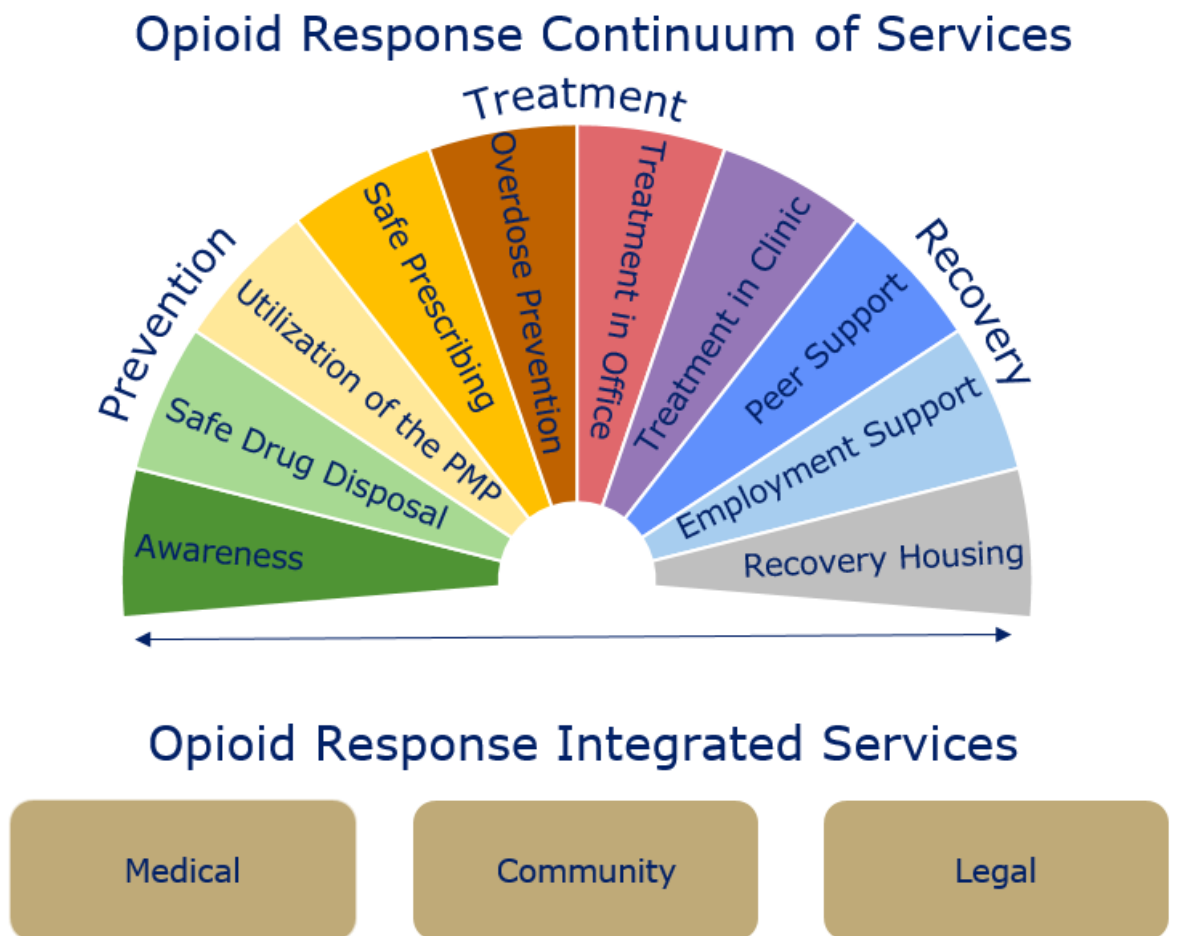 Opioid Response Continuum of Services
Treatment
Prevention
Recovery
Awareness
Safe Drug Disposal
Utilization of the PMP
Safe Prescribing
Overdose Prevention
Treatment in Office
Treatment in Clinic
Peer Support
Employment Support
Recovery Housing
Opioid Response Integrated Services
Medical
Community
Legal